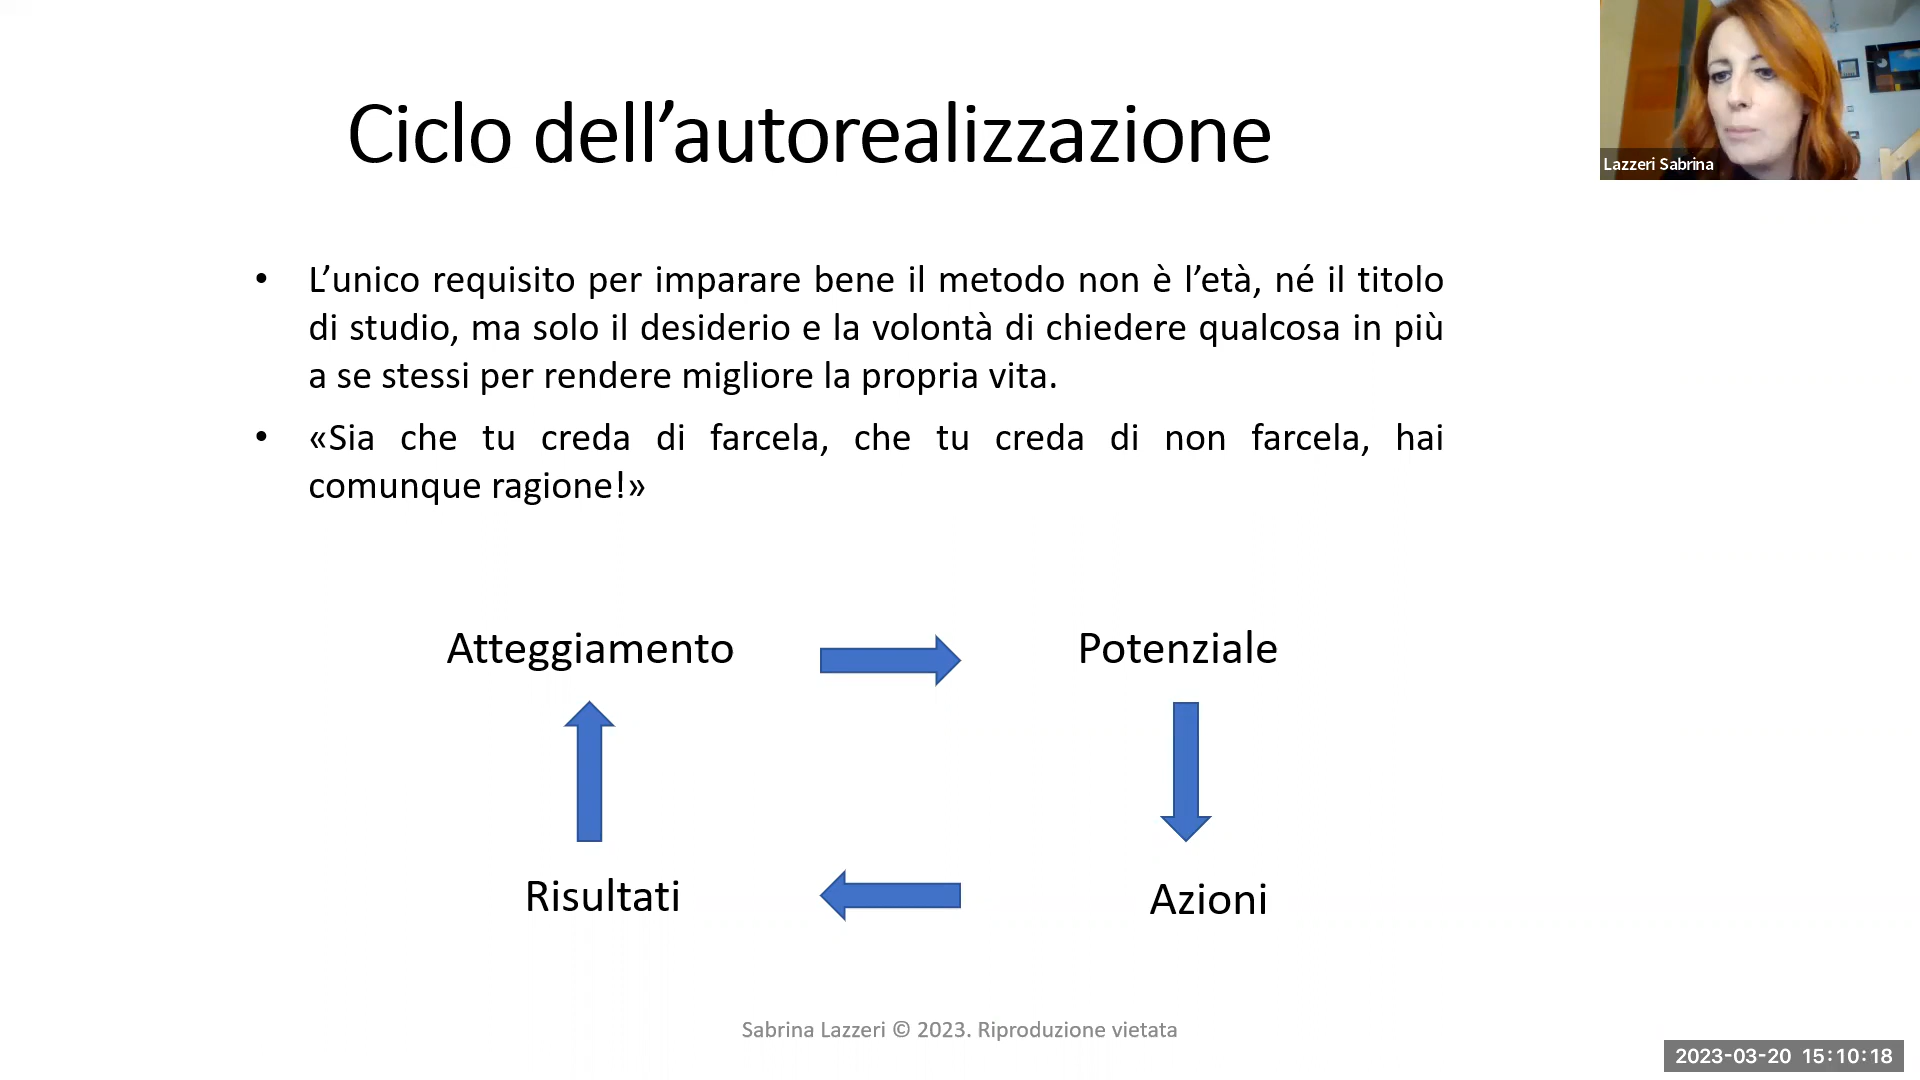 Ciclo dell’autorealizzazione
Lazzeri Sabrina
• L’unico requisito per imparare bene il metodo non è l’età, né il titolo
di studio, ma solo il desiderio e la volontà di chiedere qualcosa in più
a se stessi per rendere migliore la propria vita.
• «Sia che tu creda di farcela, che tu creda di non farcela, hai
comunque ragione!»
Atteggiamento
Potenziale
Risultati
Azioni
Sabrina Lazzeri © 2023. Riproduzione vietata
2023-03-20 15:10:18